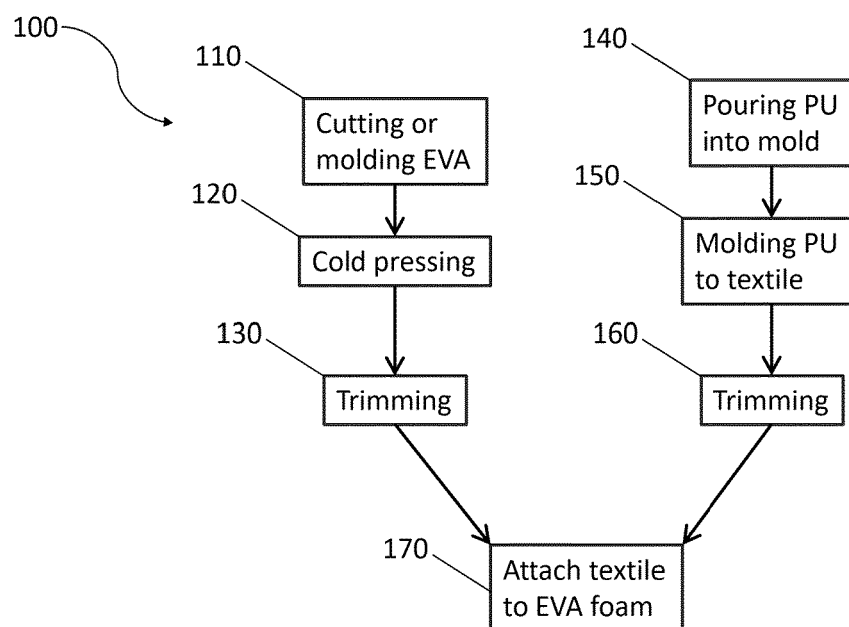 100
110
Cutting or
molding EVA
120
Cold pressing
130
Trimming
140
Pouring PU
into mold
150
Molding PU
to textile
160
Trimming
170
Attach textile
to EVA foam